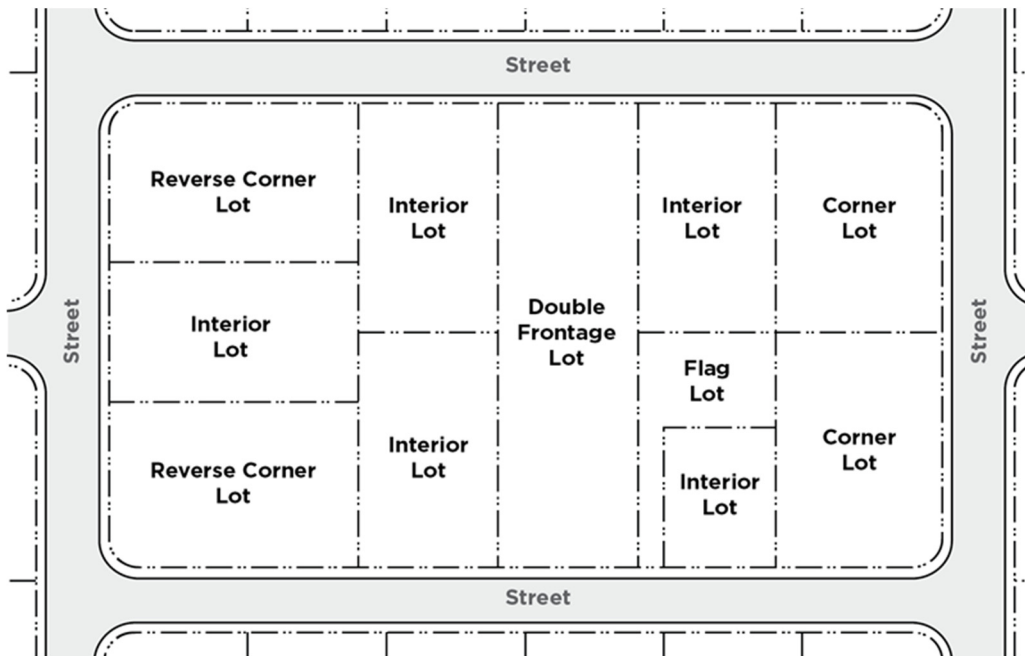 Street
Reverse Corner
Lot
Interior
Lot
Interior
Lot
Corner
Lot
Street
Interior
Lot
Double
Frontage
Lot
Street
Flag
Lot
Reverse Corner
Lot
Interior
Lot
Interior
Lot
Corner
Lot
Street